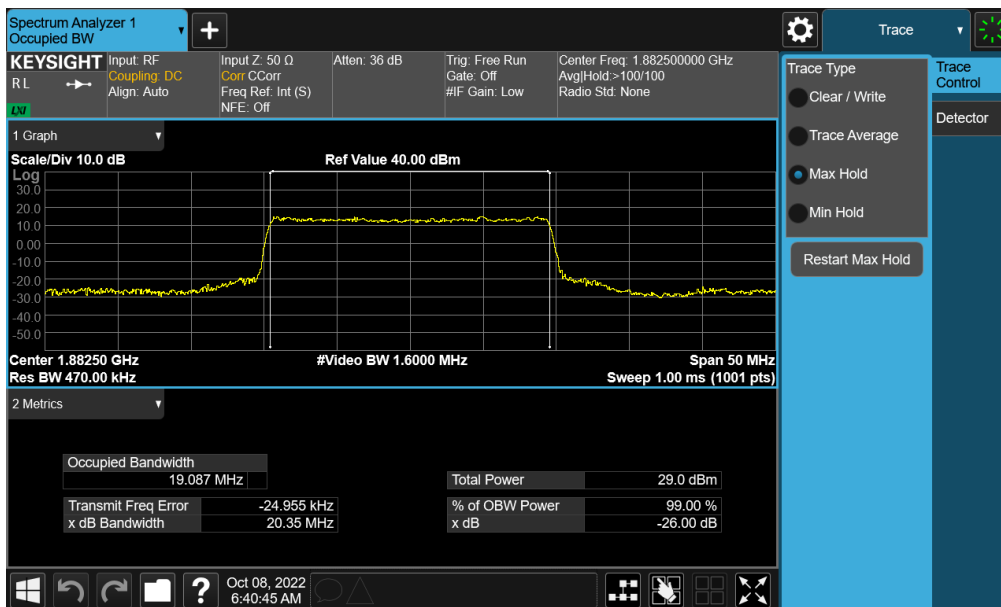 Spectrum Analyzer 1
Occupied BW
Trace
KEYSIGHT
R L
LXI
Input: RF
Coupling: DC
Align: Auto
Input Z: 50 Ω
Corr CCorr
Freq Ref: Int (S)
NFE: Off
Atten: 36 dB
Trig: Free Run
Gate: Off
#IF Gain: Low
Center Freq: 1.882500000 GHz
Avg|Hold:>100/100
Radio Std: None
Trace Type
Clear / Write
Trace Average
Max Hold
Min Hold
Restart Max Hold
Trace
Control
Detector
1 Graph
Scale/Div 10.0 dB
Ref Value 40.00 dBm
Log
30.0
20.0
10.0
0.00
-10.0
-20.0
-30.0
-40.0
-50.0
Center 1.88250 GHz
#Video BW 1.6000 MHz
Span 50 MHz
Res BW 470.00 kHz
Sweep 1.00 ms (1001 pts)
2 Metrics
Occupied Bandwidth
19.087 MHz
Total Power 29.0 dBm
Transmit Freq Error -24.955 kHz
% of OBW Power 99.00 %
x dB Bandwidth 20.35 MHz
x dB -26.00 dB
?
Oct 08, 2022
6:40:45 AM